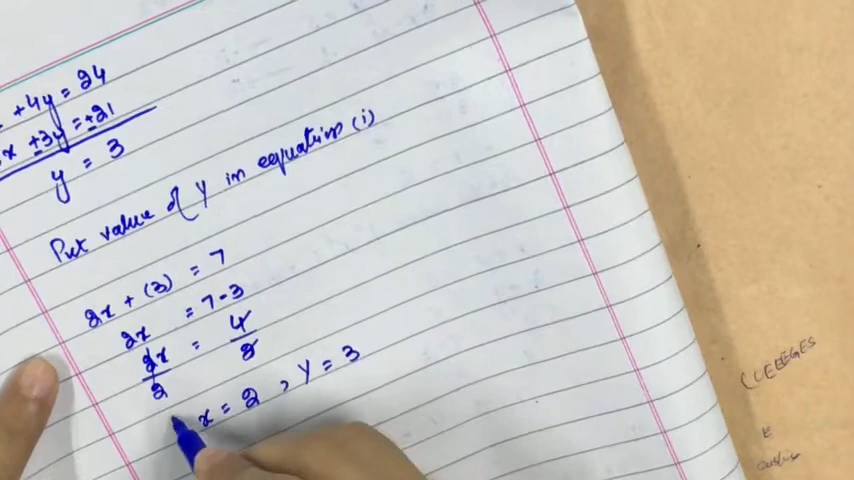 + 4y = 24
x ± 3y = ±21
y = 3
Put value of Y in equation (i)
2x + (3) = 7
2x = 7-3
2x/2 = 4/2
x = 2 , Y = 3